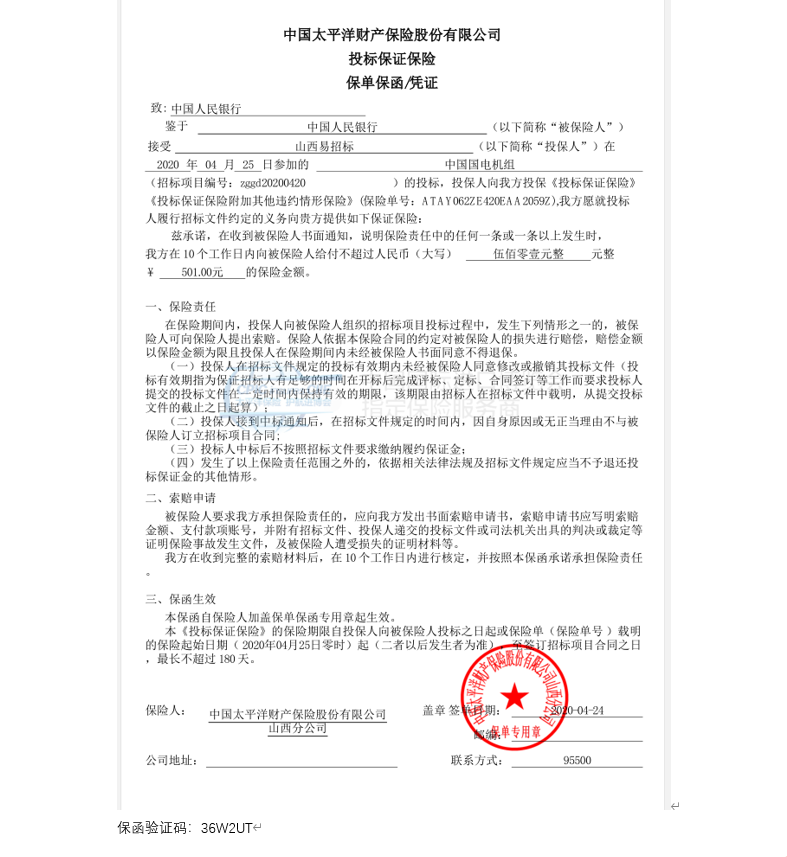 中国太平洋财产保险股份有限公司
投标保证保险
保单保函/凭证
致: 中国人民银行
鉴于 中国人民银行 (以下简称“被保险人”)
接受 山西易招标 (以下简称“投保人”) 在
2020 年 04 月 25 日参加的 中国国电机组
(招标项目编号: zggd20200420 ) 的投标, 投保人向我方投保《投标保证保险》
《投标保证保险附加其他违约情形保险》(保险单号: ATAY062ZE420EAA2059Z),我方愿就投标
人履行招标文件约定的义务向贵方提供如下保证保险:
兹承诺, 在收到被保险人书面通知, 说明保险责任中的任何一条或一条以上发生时,
我方在 10 个工作日内向被保险人给付不超过人民币 (大写) 伍佰零壹元整 元整
¥ 501.00元 的保险金额。
一、保险责任
在保险期间内, 投保人向被保险人组织的招标项目投标过程中, 发生下列情形之一的, 被保
险人可向保险人提出索赔。保险人依据本保险合同的约定对被保险人的损失进行赔偿, 赔偿金额
以保险金额为限且投保人在保险期间内未经被保险人书面同意不得退保。
(一) 投保人在招标文件规定的投标有效期内未经被保险人同意修改或撤销其投标文件 (投
标有效期指为保证招标人有足够的时间在开标后完成评标、定标、合同签订等工作而要求投标人
提交的投标文件在一定时间内保持有效的期限, 该期限由招标人在招标文件中载明, 从提交投标
文件的截止之日起算) ;
(二) 投保人接到中标通知后, 在招标文件规定的时间内, 因自身原因或无正当理由不与被
保险人订立招标项目合同;
(三) 投标人中标后不按照招标文件要求缴纳履约保证金;
(四) 发生了以上保险责任范围之外的, 依据相关法律法规及招标文件规定应当不予退还投
标保证金的其他情形。
指定保险服务商
二、索赔申请
被保险人要求我方承担保险责任的, 应向我方发出书面索赔申请书, 索赔申请书应写明索赔
金额、支付款项账号, 并附有招标文件、投保人递交的投标文件或司法机关出具的判决或裁定等
证明保险事故发生文件, 及被保险人遭受损失的证明材料等。
我方在收到完整的索赔材料后, 在 10 个工作日内进行核定, 并按照本保函承诺承担保险责任
。
三、保函生效
本保函自保险人加盖保单保函专用章起生效。
本《投标保证保险》的保险期限自投保人向被保险人投标之日起或保险单 (保险单号 ) 载明
的保险起始日期 ( 2020年04月25日零时) 起 (二者以后发生者为准), 至签订招标项目合同之日
, 最长不超过 180 天。
中国太平洋财产保险股份有限公司山西分公司
保单专用章
保险人: 中国太平洋财产保险股份有限公司 盖章 签单日期: 2020-04-24
山西分公司 邮编:
公司地址: 联系方式: 95500
保函验证码: 36W2UT